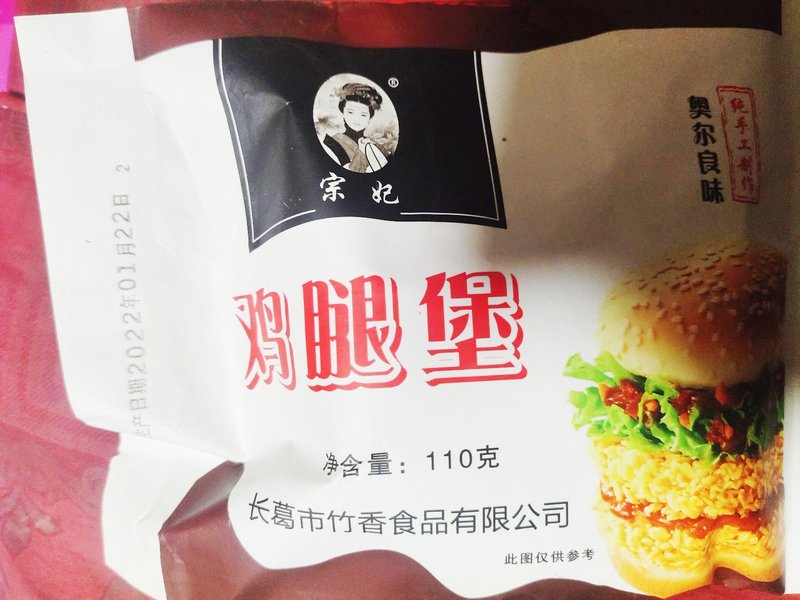 ®
宗妃
纯手工制作
奥尔良味
鸡腿堡
净含量：110克
长葛市竹香食品有限公司
此图仅供参考
产日期2022年01月22日 2